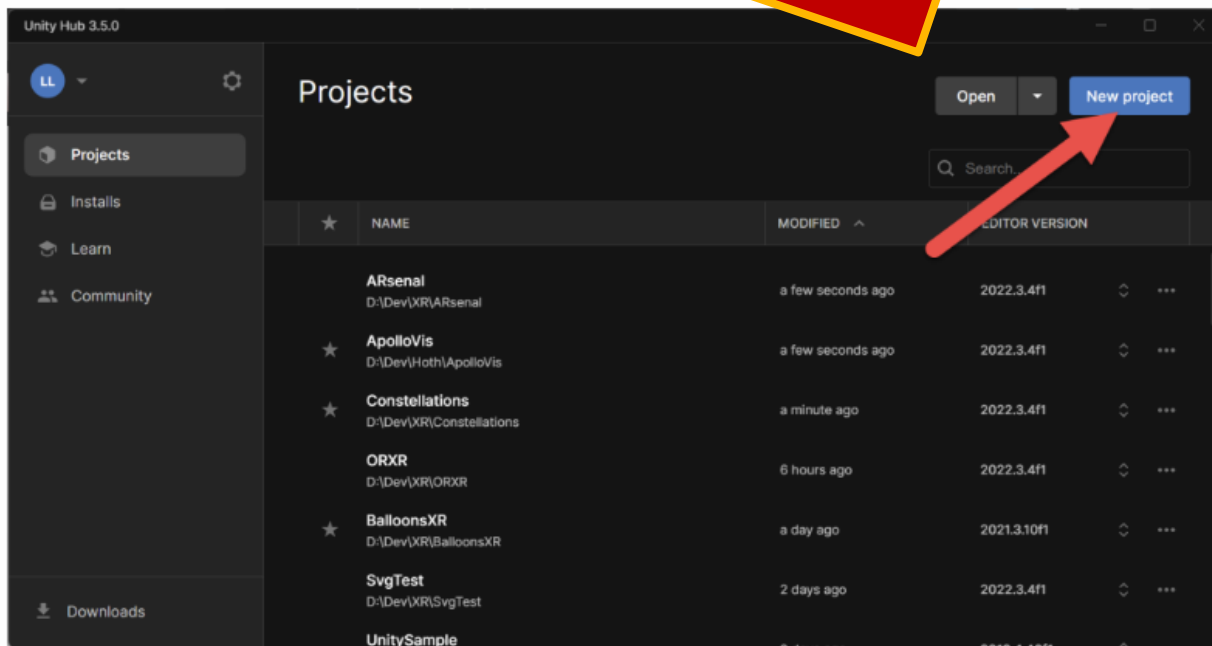 Unity Hub 3.5.0
LL
Projects
Open
New project
Projects
Search...
Installs
NAME
MODIFIED
EDITOR VERSION
Learn
ARsenal
D:\Dev\XR\ARsenal
a few seconds ago
2022.3.4f1
Community
ApolloVis
D:\Dev\Hoth\ApolloVis
a few seconds ago
2022.3.4f1
Constellations
D:\Dev\XR\Constellations
a minute ago
2022.3.4f1
ORXR
D:\Dev\XR\ORXR
6 hours ago
2022.3.4f1
BalloonsXR
D:\Dev\XR\BalloonsXR
a day ago
2021.3.10f1
SvgTest
D:\Dev\XR\SvgTest
2 days ago
2022.3.4f1
Downloads
UnitySample